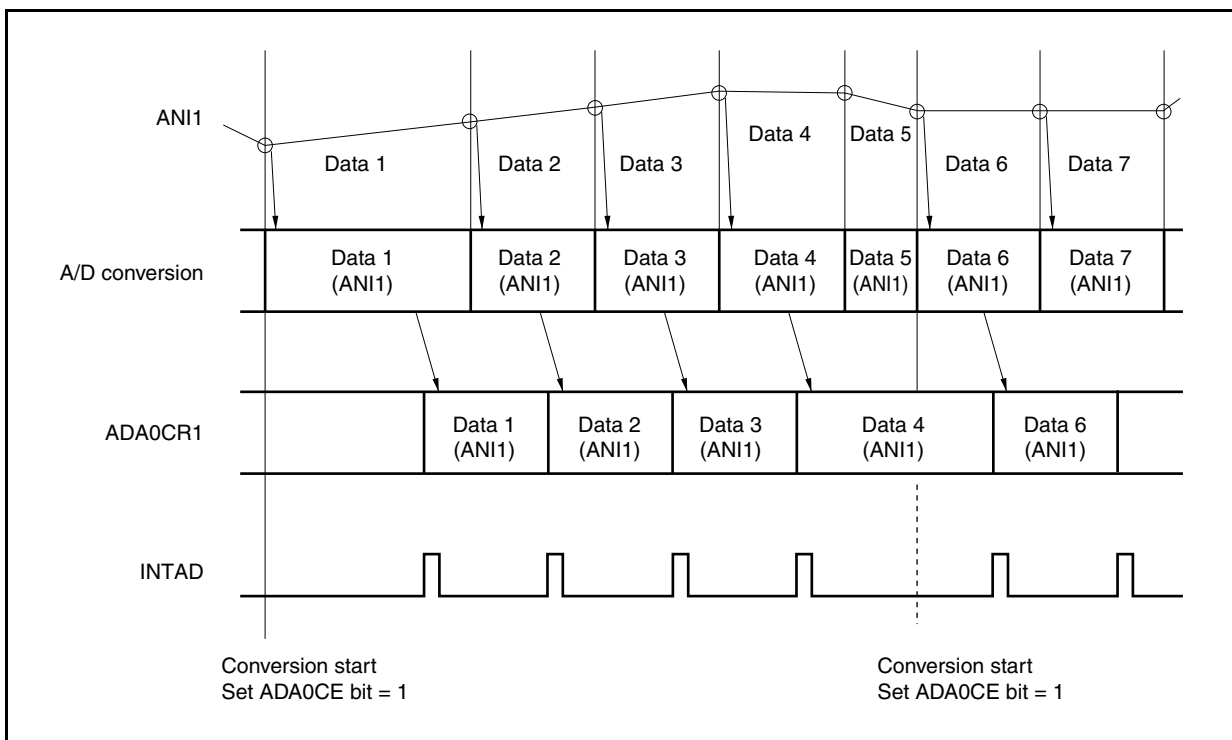 ANI1
Data 1
Data 2
Data 3
Data 4
Data 5
Data 6
Data 7
A/D conversion
Data 1
(ANI1)
Data 2
(ANI1)
Data 3
(ANI1)
Data 4
(ANI1)
Data 5
(ANI1)
Data 6
(ANI1)
Data 7
(ANI1)
ADA0CR1
Data 1
(ANI1)
Data 2
(ANI1)
Data 3
(ANI1)
Data 4
(ANI1)
Data 6
(ANI1)
INTAD
Conversion start
Set ADA0CE bit = 1
Conversion start
Set ADA0CE bit = 1